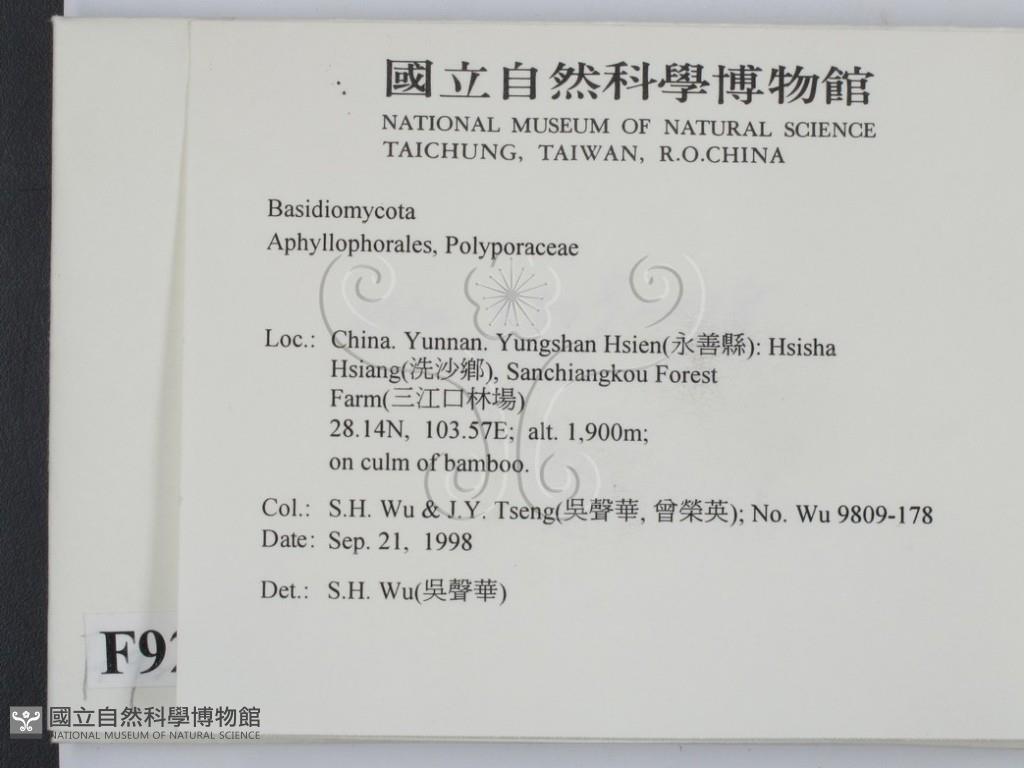 國立自然科學博物館
NATIONAL MUSEUM OF NATURAL SCIENCE
TAICHUNG, TAIWAN, R.O.CHINA
Basidiomycota
Aphyllophorales, Polyporaceae
Loc.: China. Yunnan. Yungshan Hsien(永善縣): Hsisha
Hsiang(洗沙鄉), Sanchiangkou Forest
Farm(三江口林場)
28.14N, 103.57E; alt. 1,900m;
on culm of bamboo.
Col.: S.H. Wu & J.Y. Tseng(吳聲華, 曾榮英); No. Wu 9809-178
Date: Sep. 21, 1998
Det.: S.H. Wu(吳聲華)
F92
國立自然科學博物館
NATIONAL MUSEUM OF NATURAL SCIENCE